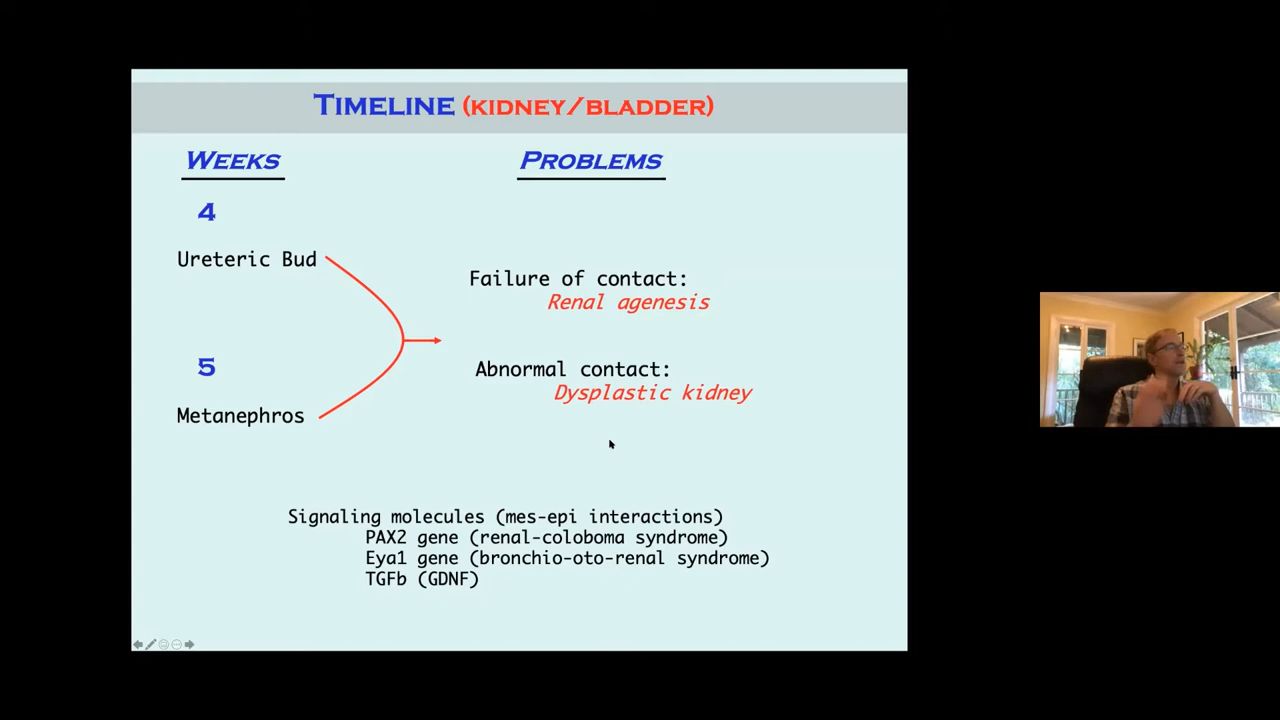 TIMELINE (KIDNEY/BLADDER)
WEEKS
PROBLEMS
4
Ureteric Bud
Failure of contact:
Renal agenesis
5
Abnormal contact:
Dysplastic kidney
Metanephros
Signaling molecules (mes-epi interactions)
PAX2 gene (renal-coloboma syndrome)
Eya1 gene (bronchio-oto-renal syndrome)
TGFb (GDNF)